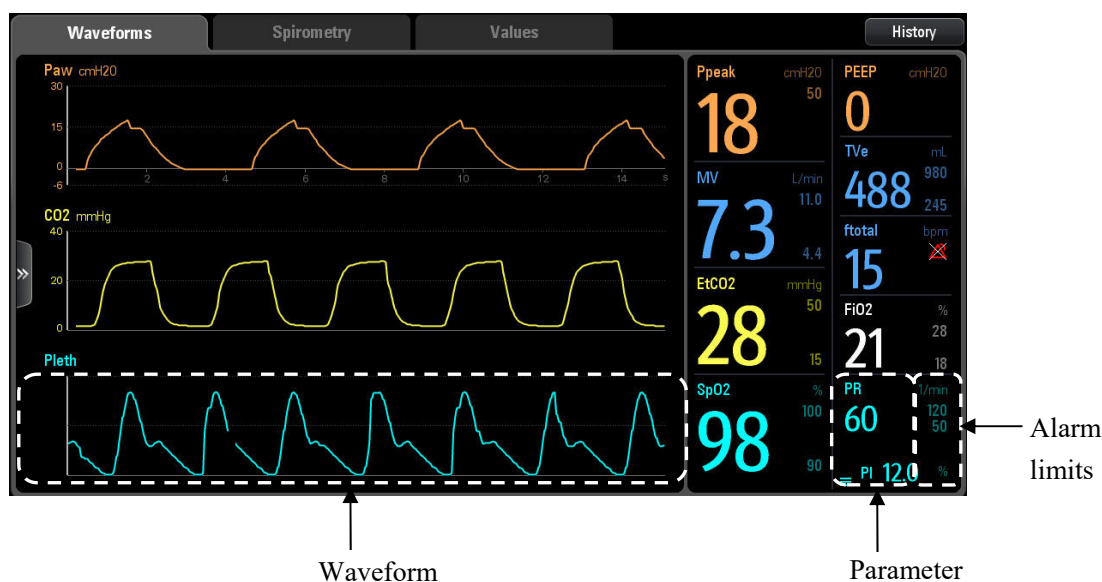 Waveforms
Spirometry
Values
History
Paw cmH2O
30
15
0
-6
2
4
6
8
10
12
14
s
CO2 mmHg
40
20
0
»
Pleth
Ppeak cmH2O
50
18
PEEP cmH2O
0
MV L/min
11.0
7.3
4.4
TVe mL
980
488
245
ftotal bpm
15
EtCO2 mmHg
50
28
15
FiO2 %
28
21
18
SpO2 %
100
98
90
PR 1/min
120
60
50
PI 12.0 %
Alarm
limits
Waveform
Parameter